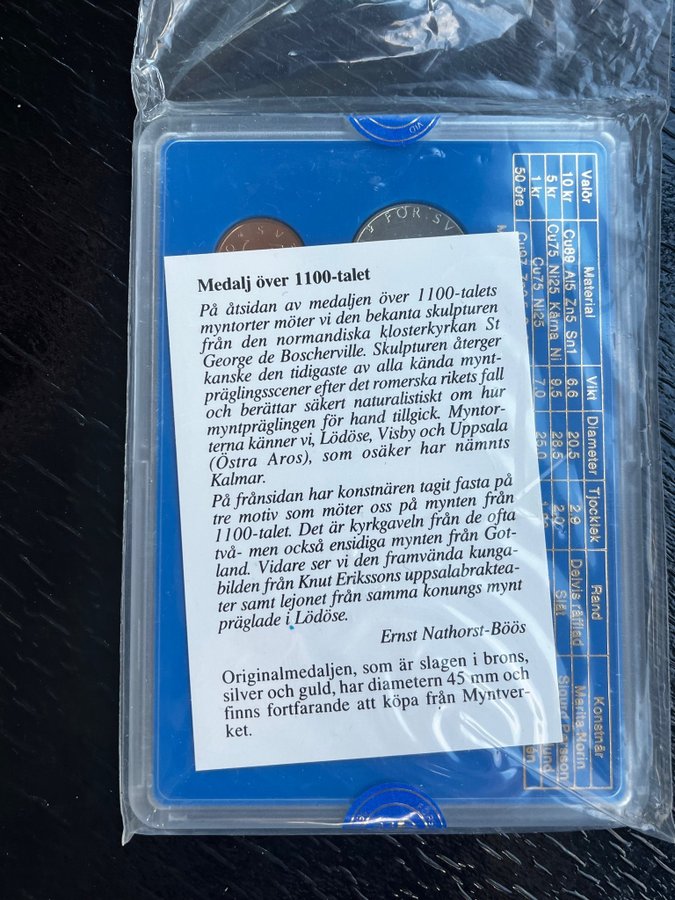 Medalj över 1100-talet
På åtsidan av medaljen över 1100-talets
myntorter möter vi den bekanta skulpturen
från den normandiska klosterkyrkan St
George de Boscherville. Skulpturen återger
kanske den tidigaste av alla kända mynt-
präglingsscener efter det romerska rikets fall
och berättar säkert naturalistiskt om hur
myntpräglingen för hand tillgick. Myntor-
terna känner vi, Lödöse, Visby och Uppsala
(Östra Aros), som osäker har nämnts
Kalmar.
På frånsidan har konstnären tagit fasta på
tre motiv som möter oss på mynten från
1100-talet. Det är kyrkgaveln från de ofta
två- men också ensidiga mynten från Got-
land. Vidare ser vi den framvända kunga-
bilden från Knut Erikssons uppsalabraktea-
ter samt lejonet från samma konungs mynt
präglade i Lödöse.
Ernst Nathorst-Böös
Originalmedaljen, som är slagen i brons,
silver och guld, har diametern 45 mm och
finns fortfarande att köpa från Myntver-
ket.
FÖR.SV
Valör Material Vikt Diameter Tjocklek Rand Konstnär
10 kr Cu89 Al5 Zn5 Sn1 6,6 20,5 2,9 Delvis räfflad Marita Norin
5 kr Cu75 Ni25 Kärna Ni 9,5 28,5 2,0 Slät Sigurd Persson
1 kr Cu75 Ni25 7,0 25,0
50 öre